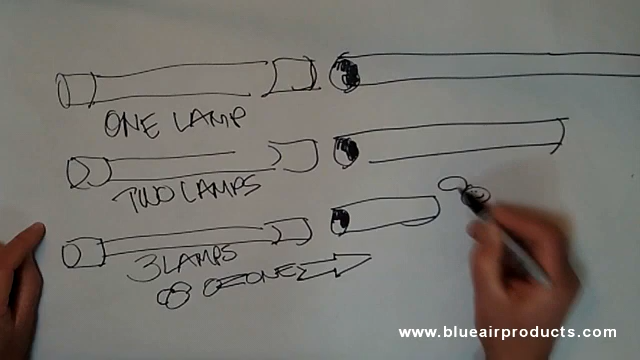 ONE LAMP
TWO LAMPS
3 LAMPS
OZONE
www.blueairproducts.com